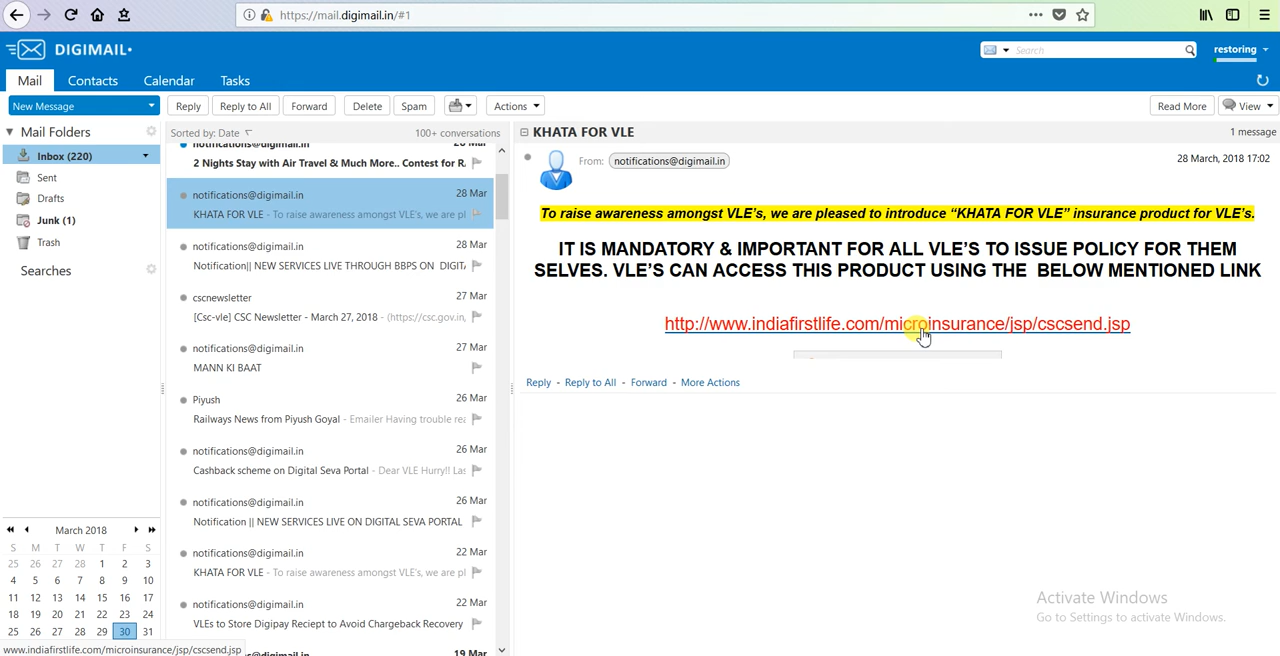 https://mail.digimail.in/#1
DIGIMAIL
Search
restoring
Mail Contacts Calendar Tasks
New Message Reply Reply to All Forward Delete Spam Actions Read More View
Mail Folders
Inbox (220)
Sent
Drafts
Junk (1)
Trash
Searches
Sorted by: Date 100+ conversations
notifications@digimail.in 28 Mar
2 Nights Stay with Air Travel & Much More.. Contest for R
notifications@digimail.in 28 Mar
KHATA FOR VLE - To raise awareness amongst VLE's, we are pl
notifications@digimail.in 28 Mar
Notification|| NEW SERVICES LIVE THROUGH BBPS ON DIGIT
cscnewsletter 27 Mar
[Csc-vle] CSC Newsletter - March 27, 2018 - (https://csc.gov.in,
notifications@digimail.in 27 Mar
MANN KI BAAT
Piyush 26 Mar
Railways News from Piyush Goyal - Emailer Having trouble rea
notifications@digimail.in 26 Mar
Cashback scheme on Digital Seva Portal - Dear VLE Hurry!! Las
notifications@digimail.in 26 Mar
Notification || NEW SERVICES LIVE ON DIGITAL SEVA PORTAL
notifications@digimail.in 22 Mar
KHATA FOR VLE - To raise awareness amongst VLE's, we are pl
notifications@digimail.in 22 Mar
VLEs to Store Digipay Reciept to Avoid Chargeback Recovery
s@digimail.in 19 Mar
KHATA FOR VLE 1 message
From: notifications@digimail.in 28 March, 2018 17:02
To raise awareness amongst VLE's, we are pleased to introduce “KHATA FOR VLE” insurance product for VLE's.
IT IS MANDATORY & IMPORTANT FOR ALL VLE'S TO ISSUE POLICY FOR THEM
SELVES. VLE'S CAN ACCESS THIS PRODUCT USING THE BELOW MENTIONED LINK
http://www.indiafirstlife.com/microinsurance/jsp/cscsend.jsp
Reply - Reply to All - Forward - More Actions
March 2018
S M T W T F S
25 26 27 28 1 2 3
4 5 6 7 8 9 10
11 12 13 14 15 16 17
18 19 20 21 22 23 24
25 26 27 28 29 30 31
www.indiafirstlife.com/microinsurance/jsp/cscsend.jsp
Activate Windows
Go to Settings to activate Windows.